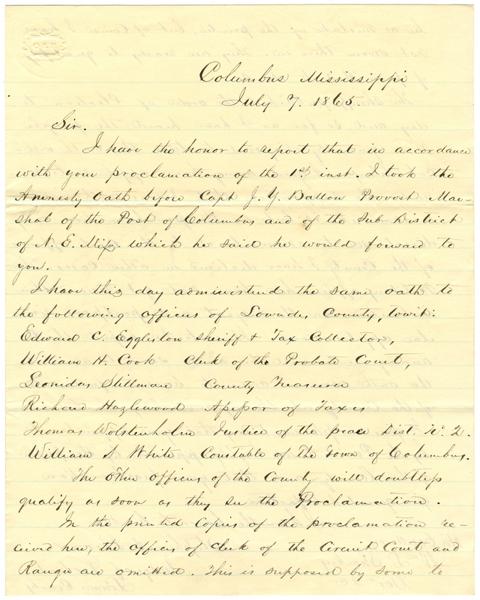 Columbus Mississippi
July 7. 1865.
Sir.
I have the honor to report that in accordance
with your proclamation of the 1st inst. I took the
Amnesty Oath before Capt J. Y. Dalton Provost Mar-
shal of the Post of Columbus and of the Sub District
of N. E. Miss. which he said he would forward to
you.
I have this day administered the same oath to
the following officers of Lowndes County, towit:
Edward C. Eggleston Sheriff & Tax Collector,
William H. Cook Clerk of the Probate Court,
Leonidas Stillman County Treasurer
Richard Hazlewood Assessor of Taxes
Thomas Wolstenholm Justice of the peace Dist. No. 2.
William S. White Constable of the Town of Columbus.
The other officers of the County will doubtless
qualify as soon as they see the Proclamation.
In the printed Copies of the proclamation re-
ceived here, the offices of clerk of the Circuit Court and
Ranger are omitted. This is supposed by some to